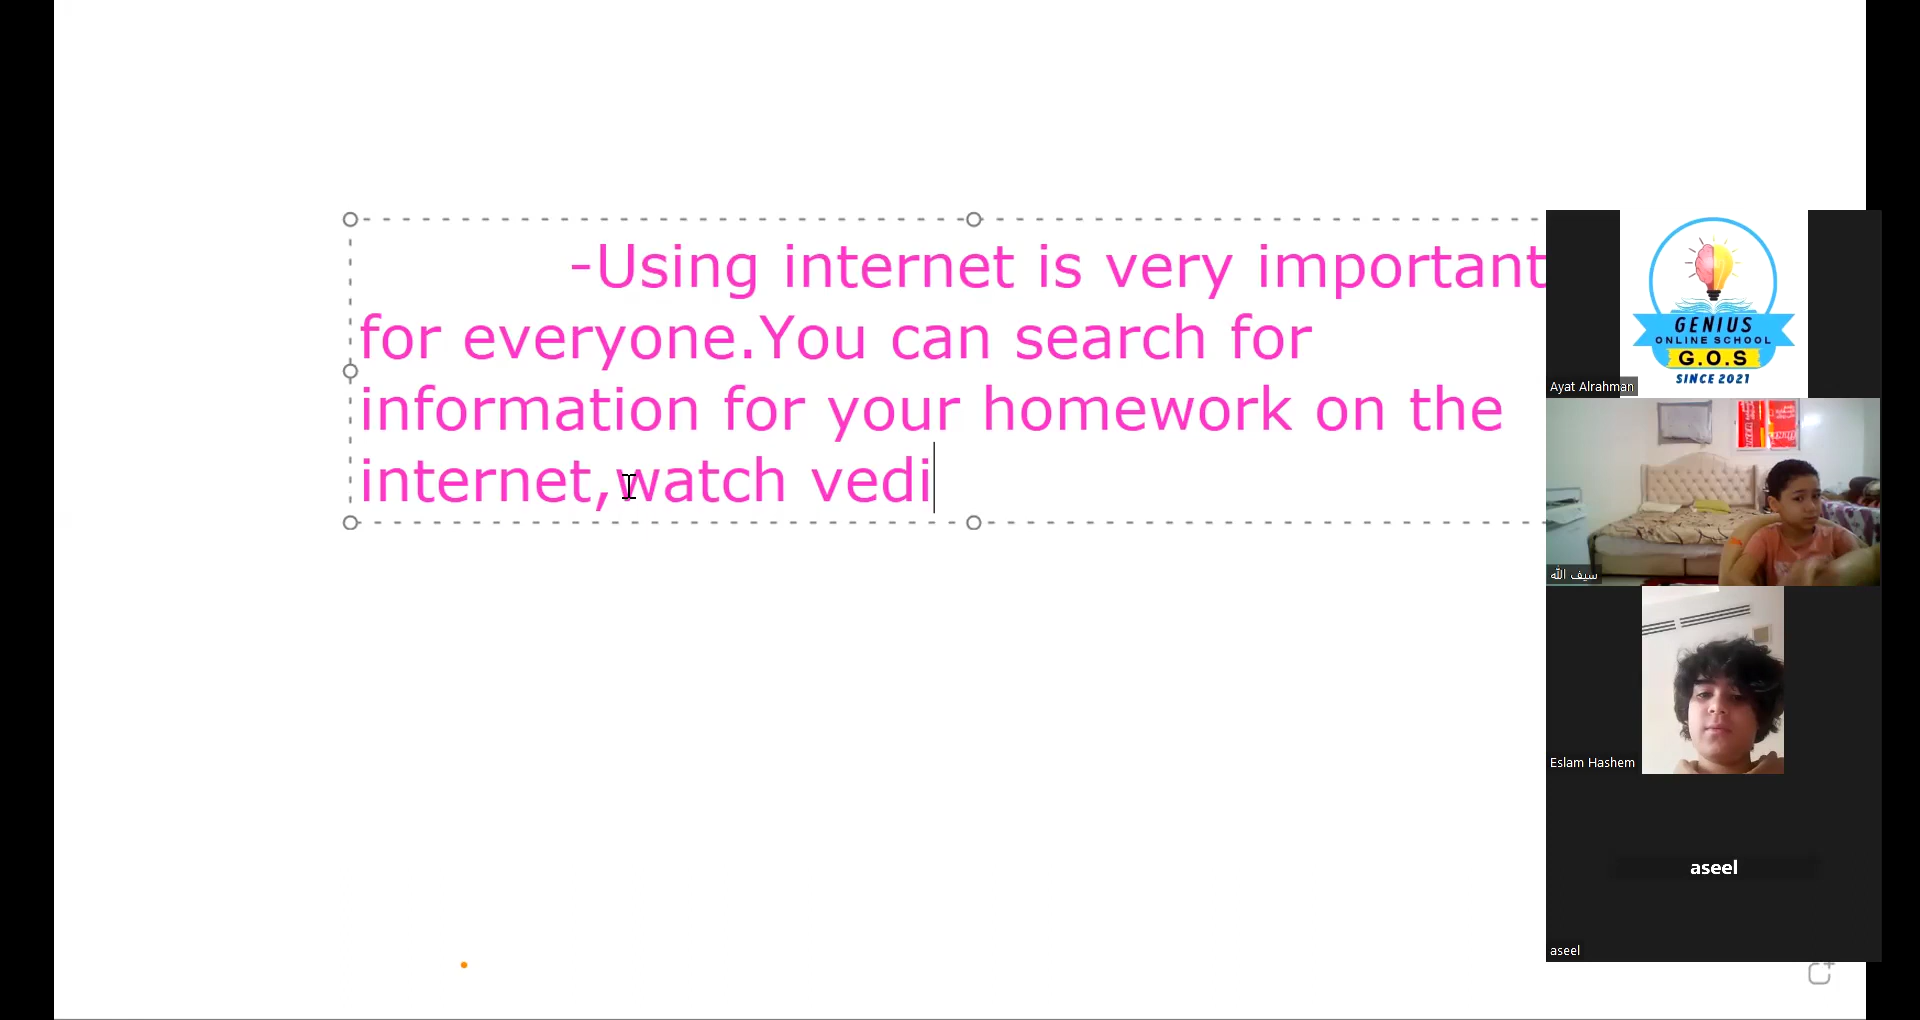 -Using internet is very important
for everyone.You can search for
information for your homework on the
internet,watch vedi
GENIUS
ONLINE SCHOOL
G.O.S
SINCE 2021
Ayat Alrahman
سيف الله
Eslam Hashem
aseel
aseel